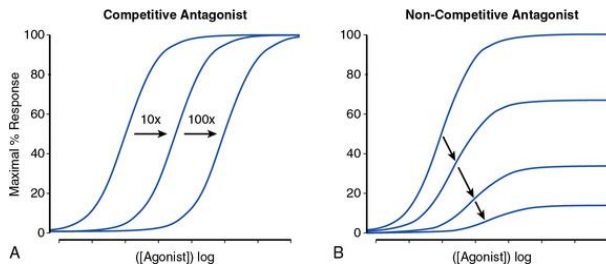 Competitive Antagonist
Maximal % Response
100
80
60
40
20
0
10x
100x
A
([Agonist]) log
Non-Competitive Antagonist
100
80
60
40
20
0
B
([Agonist]) log